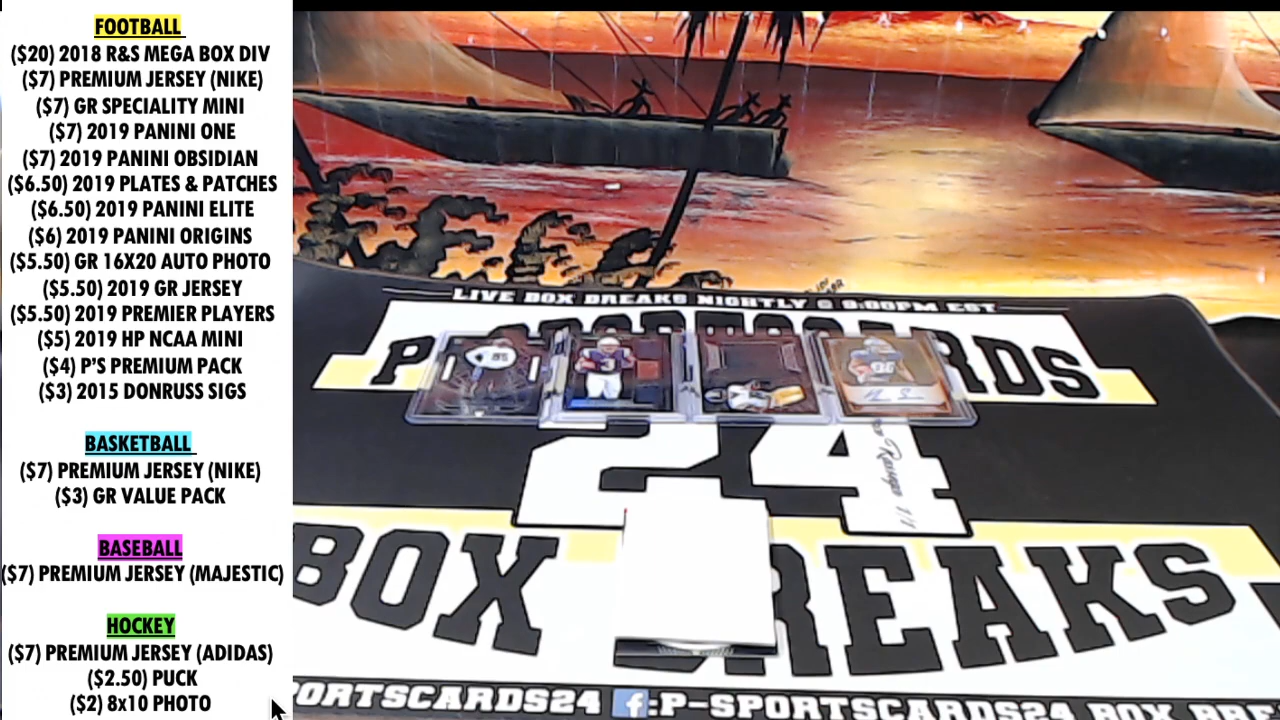 FOOTBALL
($20) 2018 R&S MEGA BOX DIV
($7) PREMIUM JERSEY (NIKE)
($7) GR SPECIALITY MINI
($7) 2019 PANINI ONE
($7) 2019 PANINI OBSIDIAN
($6.50) 2019 PLATES & PATCHES
($6.50) 2019 PANINI ELITE
($6) 2019 PANINI ORIGINS
($5.50) GR 16X20 AUTO PHOTO
($5.50) 2019 GR JERSEY
($5.50) 2019 PREMIER PLAYERS
($5) 2019 HP NCAA MINI
($4) P'S PREMIUM PACK
($3) 2015 DONRUSS SIGS
BASKETBALL
($7) PREMIUM JERSEY (NIKE)
($3) GR VALUE PACK
BASEBALL
($7) PREMIUM JERSEY (MAJESTIC)
HOCKEY
($7) PREMIUM JERSEY (ADIDAS)
($2.50) PUCK
($2) 8x10 PHOTO
LIVE BOX BREAKS NIGHTLY @ 9:00PM EST
24
BOX BREAKS
PORTSCARDS24 f:P-SPORTSCARDS24 BOX BRE